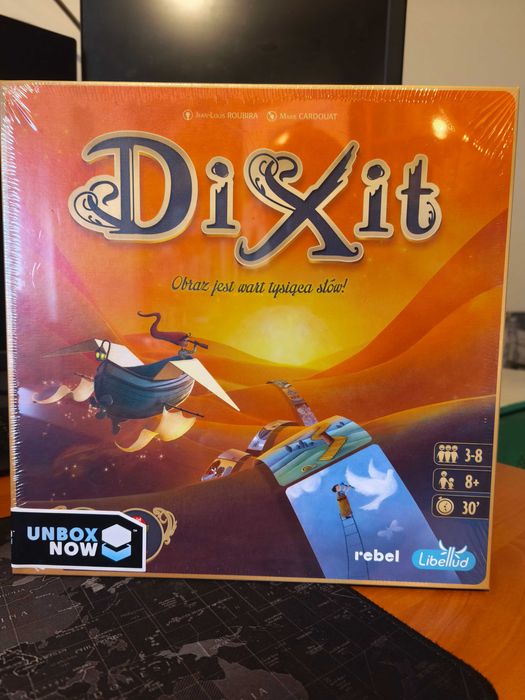 Jean-Louis ROUBIRA Marie CARDOUAT
DiXit
Obraz jest wart tysiąca słów!
3-8
8+
30'
UNBOX
NOW
rebel
Libellud